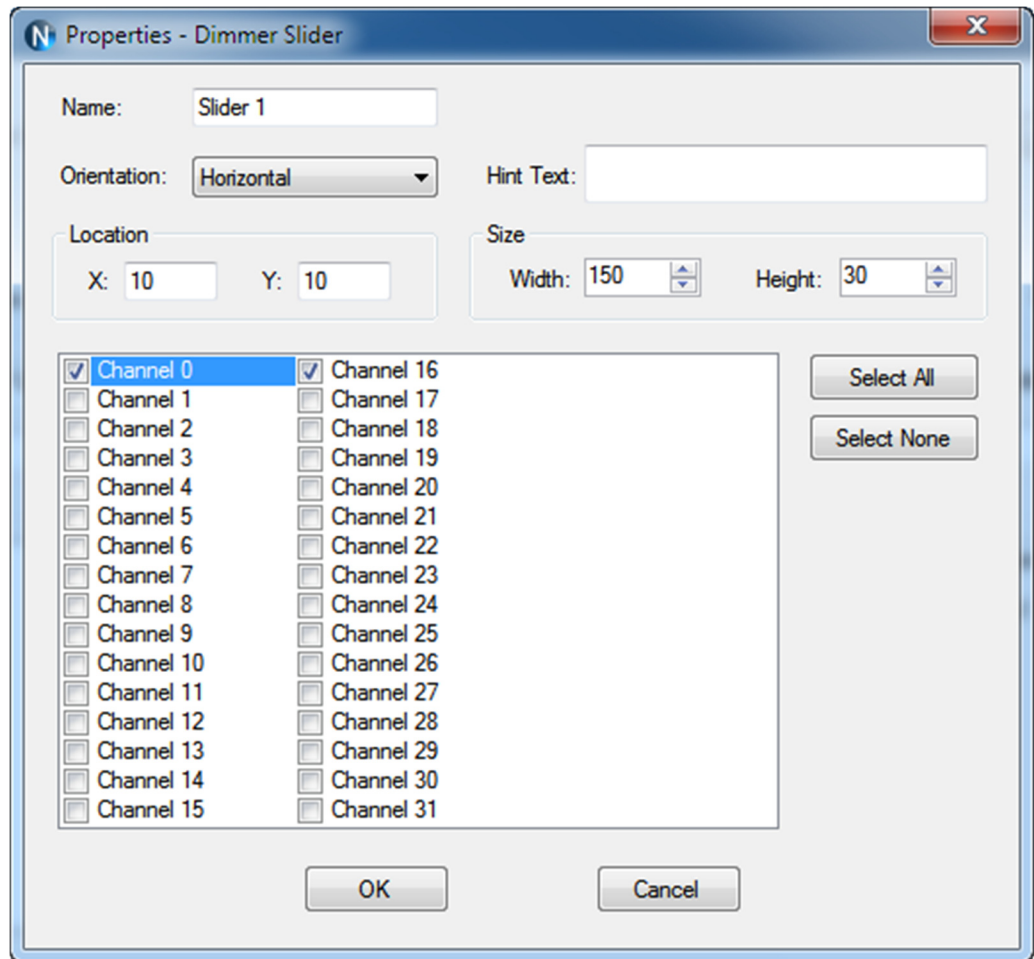 N Properties - Dimmer Slider
X
Name: Slider 1
Orientation: Horizontal Hint Text:
Location Size
X: 10 Y: 10 Width: 150 Height: 30
Channel 0 Channel 16 Select All
Channel 1 Channel 17
Channel 2 Channel 18 Select None
Channel 3 Channel 19
Channel 4 Channel 20
Channel 5 Channel 21
Channel 6 Channel 22
Channel 7 Channel 23
Channel 8 Channel 24
Channel 9 Channel 25
Channel 10 Channel 26
Channel 11 Channel 27
Channel 12 Channel 28
Channel 13 Channel 29
Channel 14 Channel 30
Channel 15 Channel 31
OK Cancel